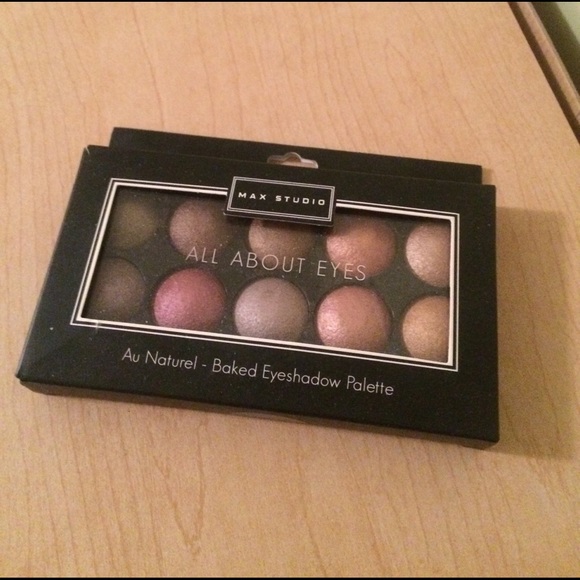 MAX STUDIO
ALL ABOUT EYES
Au Naturel - Baked Eyeshadow Palette